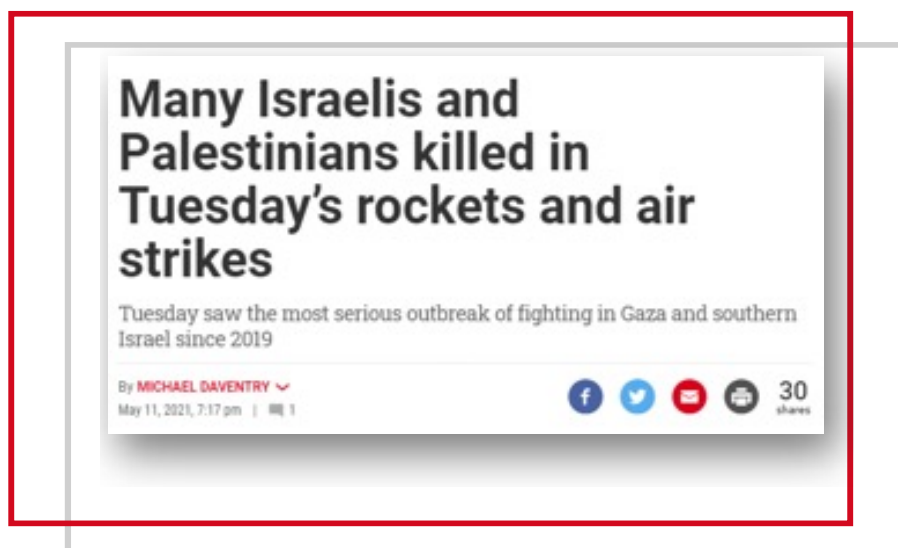 Many Israelis and
Palestinians killed in
Tuesday's rockets and air
strikes
Tuesday saw the most serious outbreak of fighting in Gaza and southern
Israel since 2019
By MICHAEL DAVENTRY
May 11, 2021, 7:17 pm | 1
30
shares